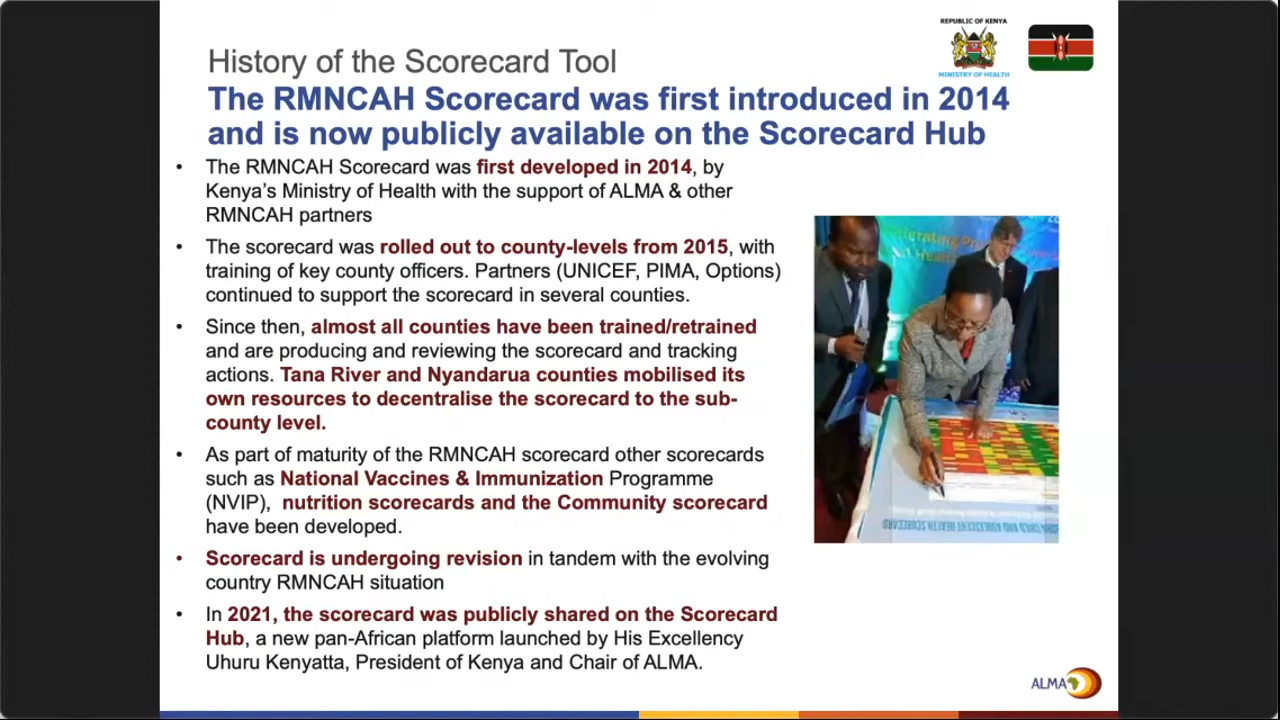 REPUBLIC OF KENYA
MINISTRY OF HEALTH
History of the Scorecard Tool
The RMNCAH Scorecard was first introduced in 2014
and is now publicly available on the Scorecard Hub
• The RMNCAH Scorecard was first developed in 2014, by
Kenya's Ministry of Health with the support of ALMA & other
RMNCAH partners
• The scorecard was rolled out to county-levels from 2015, with
training of key county officers. Partners (UNICEF, PIMA, Options)
continued to support the scorecard in several counties.
• Since then, almost all counties have been trained/retrained
and are producing and reviewing the scorecard and tracking
actions. Tana River and Nyandarua counties mobilised its
own resources to decentralise the scorecard to the sub-
county level.
• As part of maturity of the RMNCAH scorecard other scorecards
such as National Vaccines & Immunization Programme
(NVIP), nutrition scorecards and the Community scorecard
have been developed.
• Scorecard is undergoing revision in tandem with the evolving
country RMNCAH situation
• In 2021, the scorecard was publicly shared on the Scorecard
Hub, a new pan-African platform launched by His Excellency
Uhuru Kenyatta, President of Kenya and Chair of ALMA.
AND ADOLESCENT HEALTH SCORECARD
ALMA